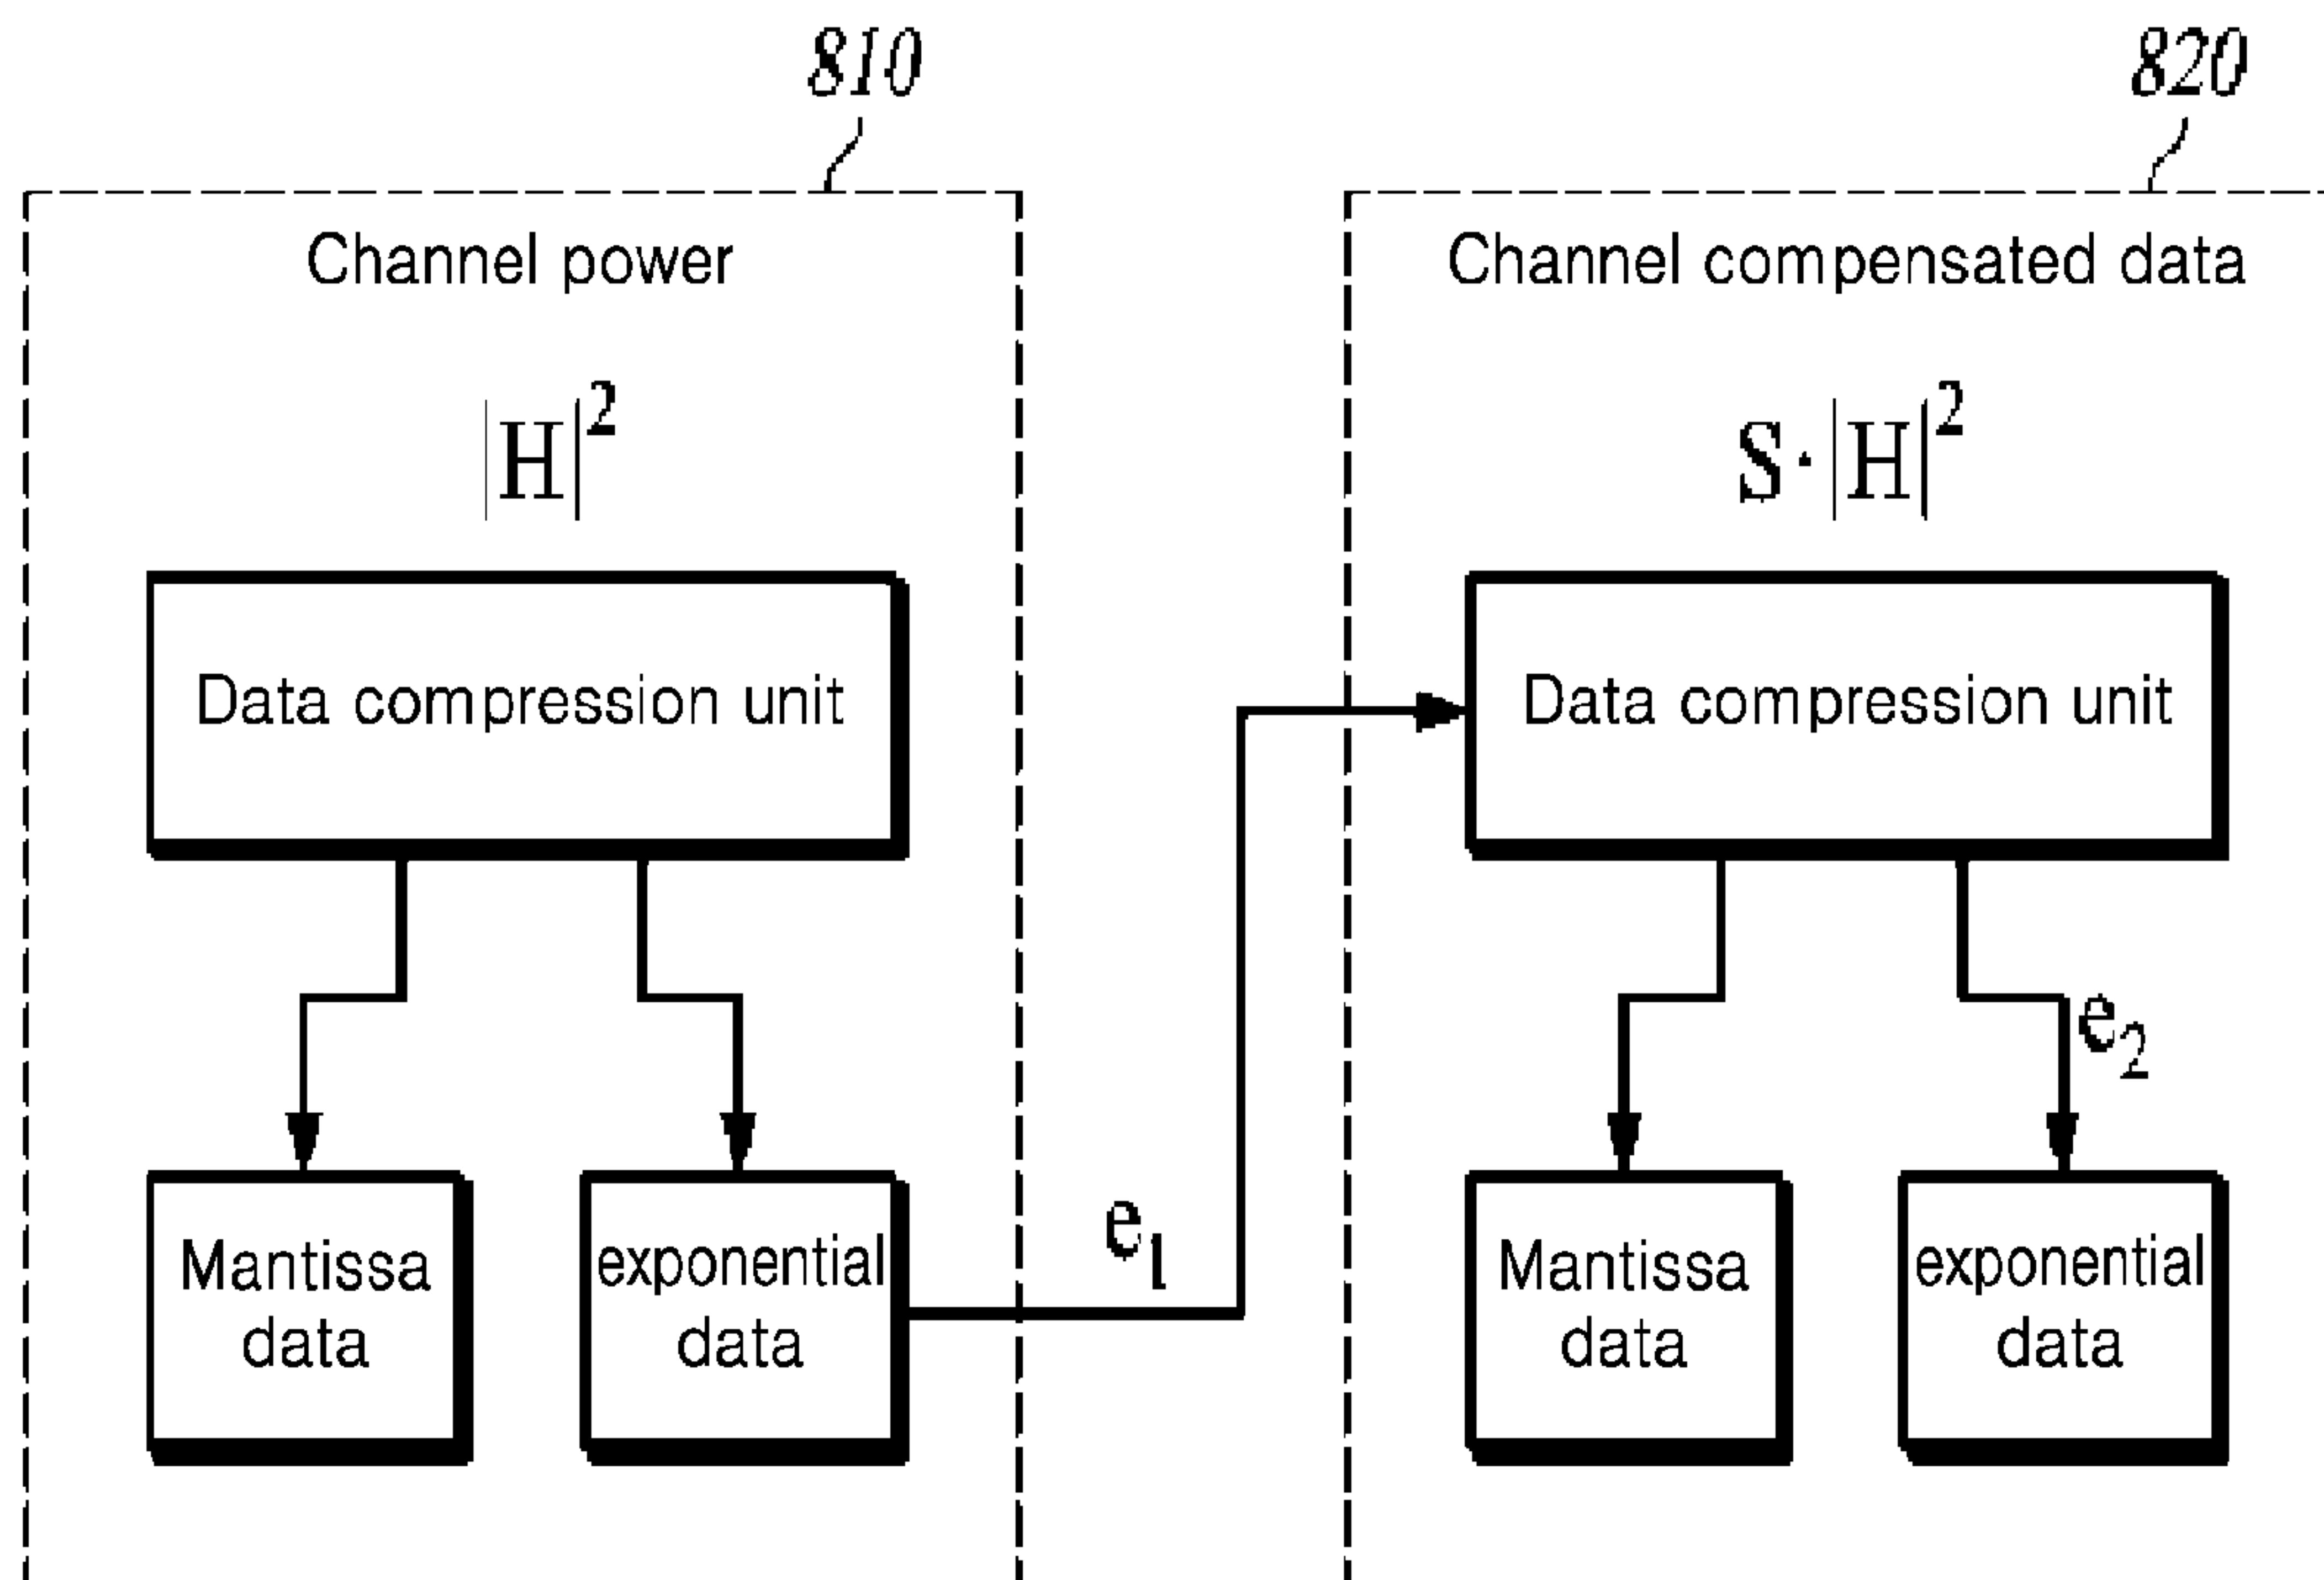 810
Channel power
|H|²
Data compression unit
Mantissa
data
exponential
data
e₁
820
Channel compensated data
S·|H|²
Data compression unit
e₂
Mantissa
data
exponential
data